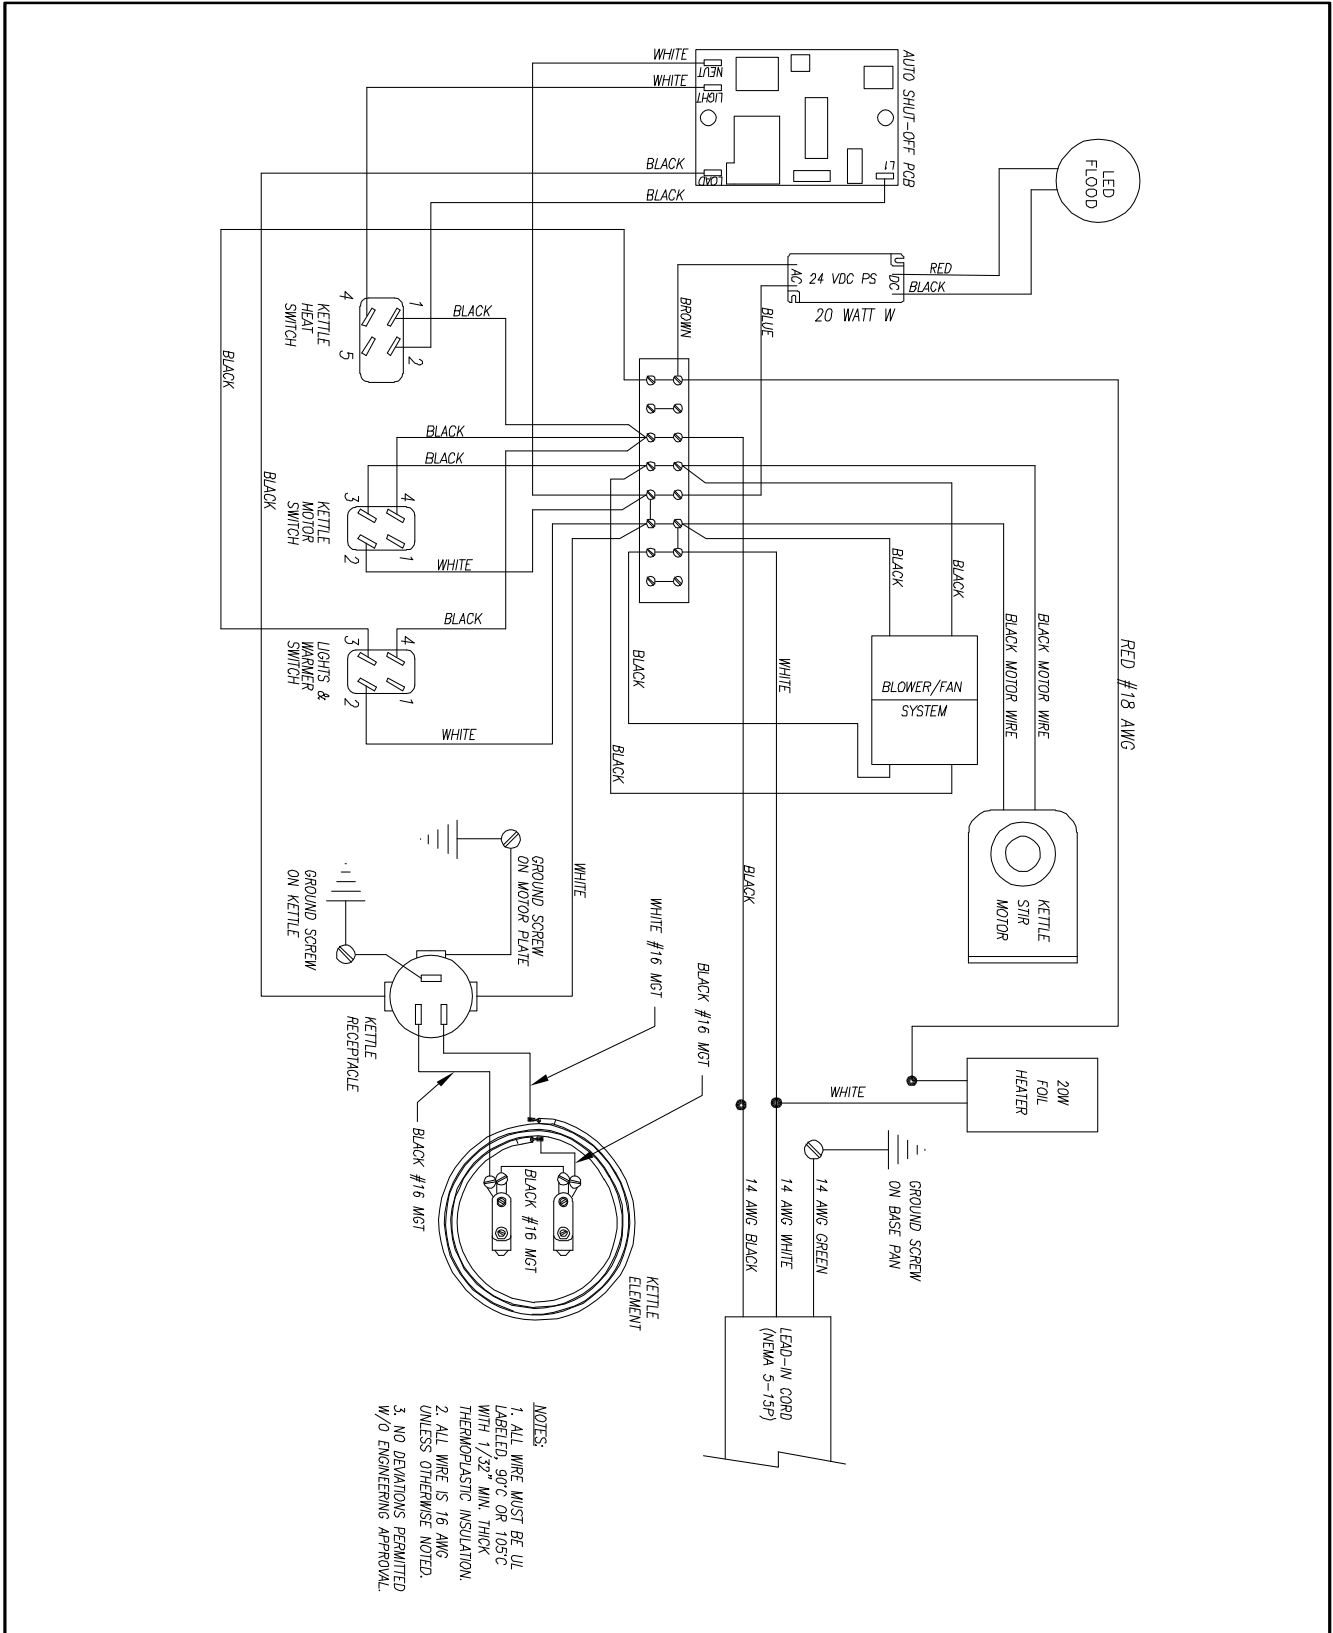 WHITE
WHITE
NEUT
LIGHT
AUTO SHUT-OFF PCB
BLACK
LOAD
L1
BLACK
LED
FLOOD
AC
24 VDC PS
DC
RED
BLACK
20 WATT W
BROWN
BLUE
KETTLE
HEAT
SWITCH
4
1
5
2
BLACK
BLACK
BLACK
BLACK
BLACK
KETTLE
MOTOR
SWITCH
3
4
2
1
WHITE
BLACK
LIGHTS &
WARMER
SWITCH
3
4
2
1
WHITE
BLACK
BLACK
WHITE
BLACK
BLACK
BLOWER/FAN
SYSTEM
BLACK MOTOR WIRE
BLACK MOTOR WIRE
RED #18 AWG
KETTLE
STIR
MOTOR
WHITE
BLACK
GROUND SCREW
ON MOTOR PLATE
GROUND SCREW
ON KETTLE
WHITE #16 MGT
BLACK #16 MGT
KETTLE
RECEPTACLE
BLACK #16 MGT
BLACK #16 MGT
KETTLE
ELEMENT
WHITE
20W
FOIL
HEATER
GROUND SCREW
ON BASE PAN
14 AWG GREEN
14 AWG WHITE
14 AWG BLACK
LEAD-IN CORD
(NEMA 5-15P)
NOTES:
1. ALL WIRE MUST BE UL
LABELED, 90°C OR 105°C
WITH 1/32" MIN. THICK
THERMOPLASTIC INSULATION.
2. ALL WIRE IS 16 AWG
UNLESS OTHERWISE NOTED.
3. NO DEVIATIONS PERMITTED
W/O ENGINEERING APPROVAL.